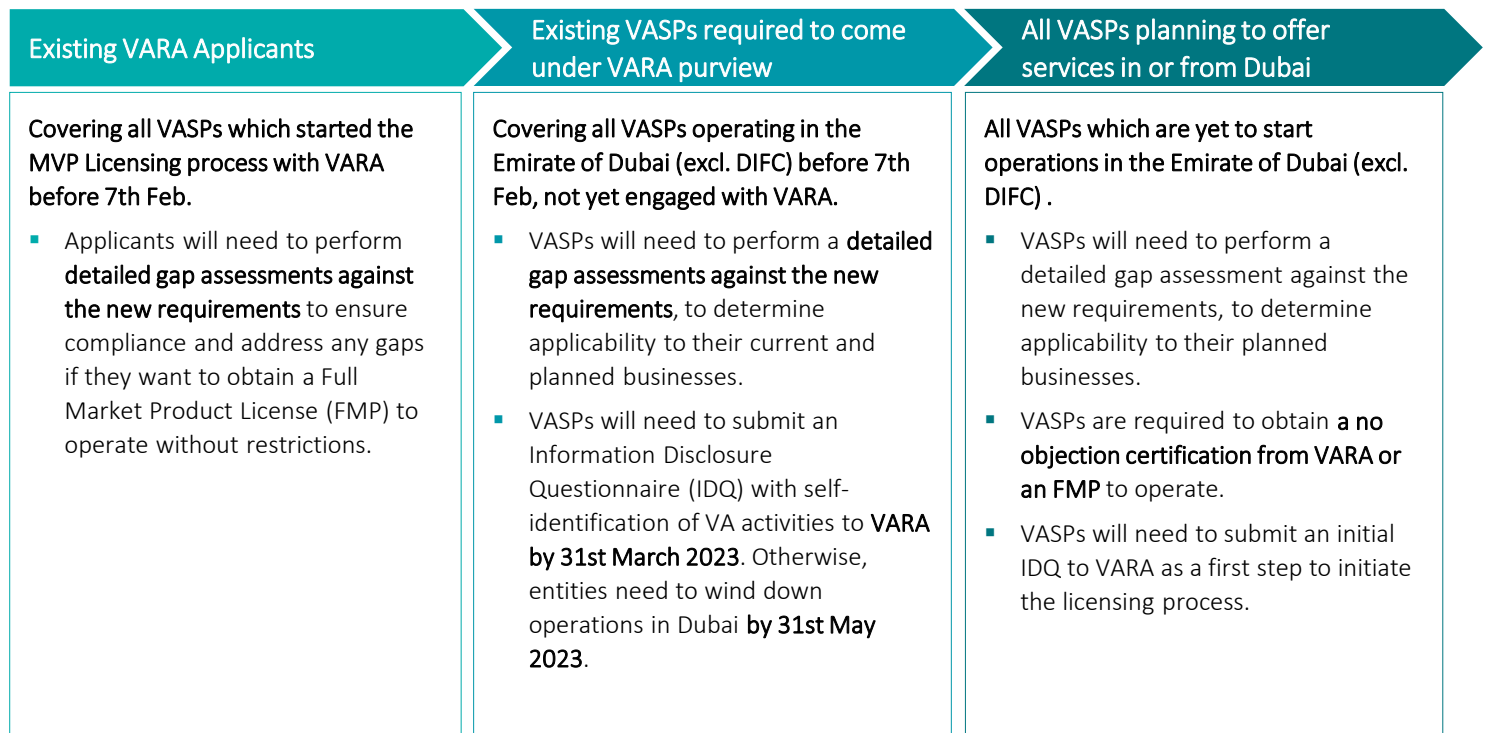 Existing VARA Applicants
Covering all VASPs which started the
MVP Licensing process with VARA
before 7th Feb.
▪ Applicants will need to perform
detailed gap assessments against
the new requirements to ensure
compliance and address any gaps
if they want to obtain a Full
Market Product License (FMP) to
operate without restrictions.
Existing VASPs required to come
under VARA purview
Covering all VASPs operating in the
Emirate of Dubai (excl. DIFC) before 7th
Feb, not yet engaged with VARA.
▪ VASPs will need to perform a detailed
gap assessments against the new
requirements, to determine
applicability to their current and
planned businesses.
▪ VASPs will need to submit an
Information Disclosure
Questionnaire (IDQ) with self-
identification of VA activities to VARA
by 31st March 2023. Otherwise,
entities need to wind down
operations in Dubai by 31st May
2023.
All VASPs planning to offer
services in or from Dubai
All VASPs which are yet to start
operations in the Emirate of Dubai (excl.
DIFC) .
▪ VASPs will need to perform a
detailed gap assessment against the
new requirements, to determine
applicability to their planned
businesses.
▪ VASPs are required to obtain a no
objection certification from VARA or
an FMP to operate.
▪ VASPs will need to submit an initial
IDQ to VARA as a first step to initiate
the licensing process.